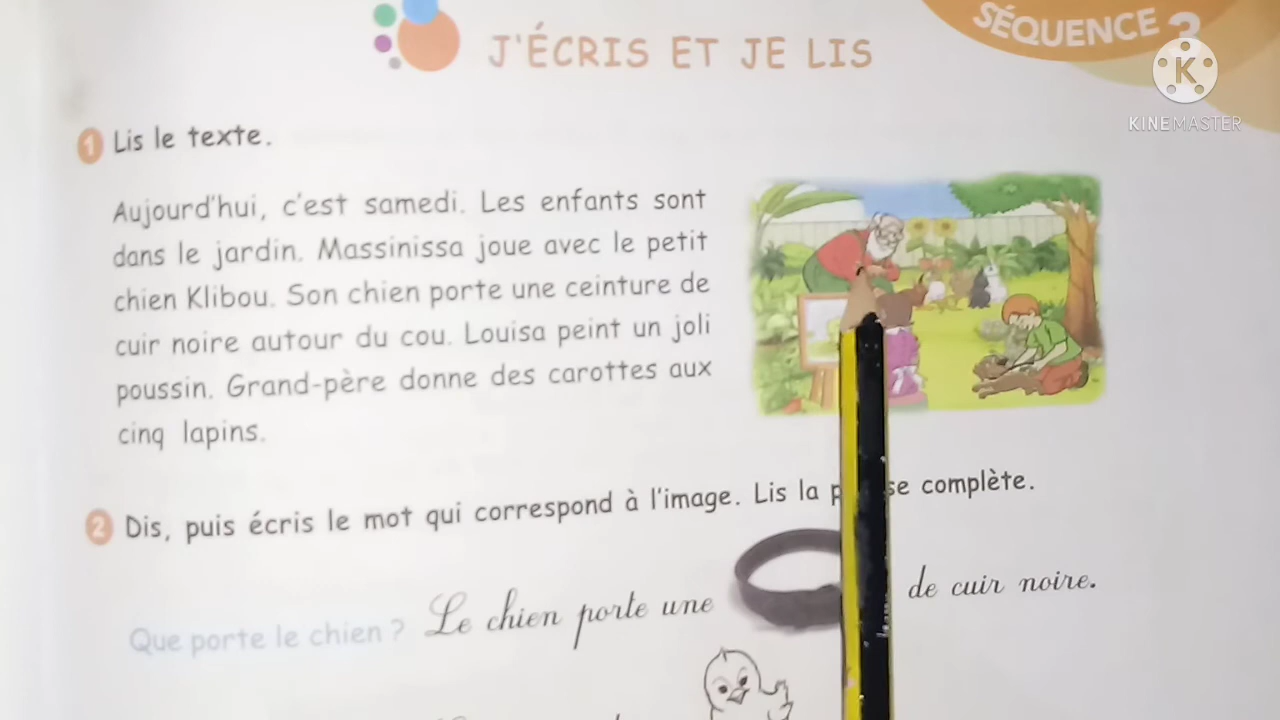 SÉQUENCE 3
J'ÉCRIS ET JE LIS
K
KINEMASTER
1 Lis le texte.
Aujourd'hui, c'est samedi. Les enfants sont
dans le jardin. Massinissa joue avec le petit
chien Klibou. Son chien porte une ceinture de
cuir noire autour du cou. Louisa peint un joli
poussin. Grand-père donne des carottes aux
cinq lapins.
2 Dis, puis écris le mot qui correspond à l'image. Lis la complète.
Que porte le chien ? Le chien porte une de cuir noire.